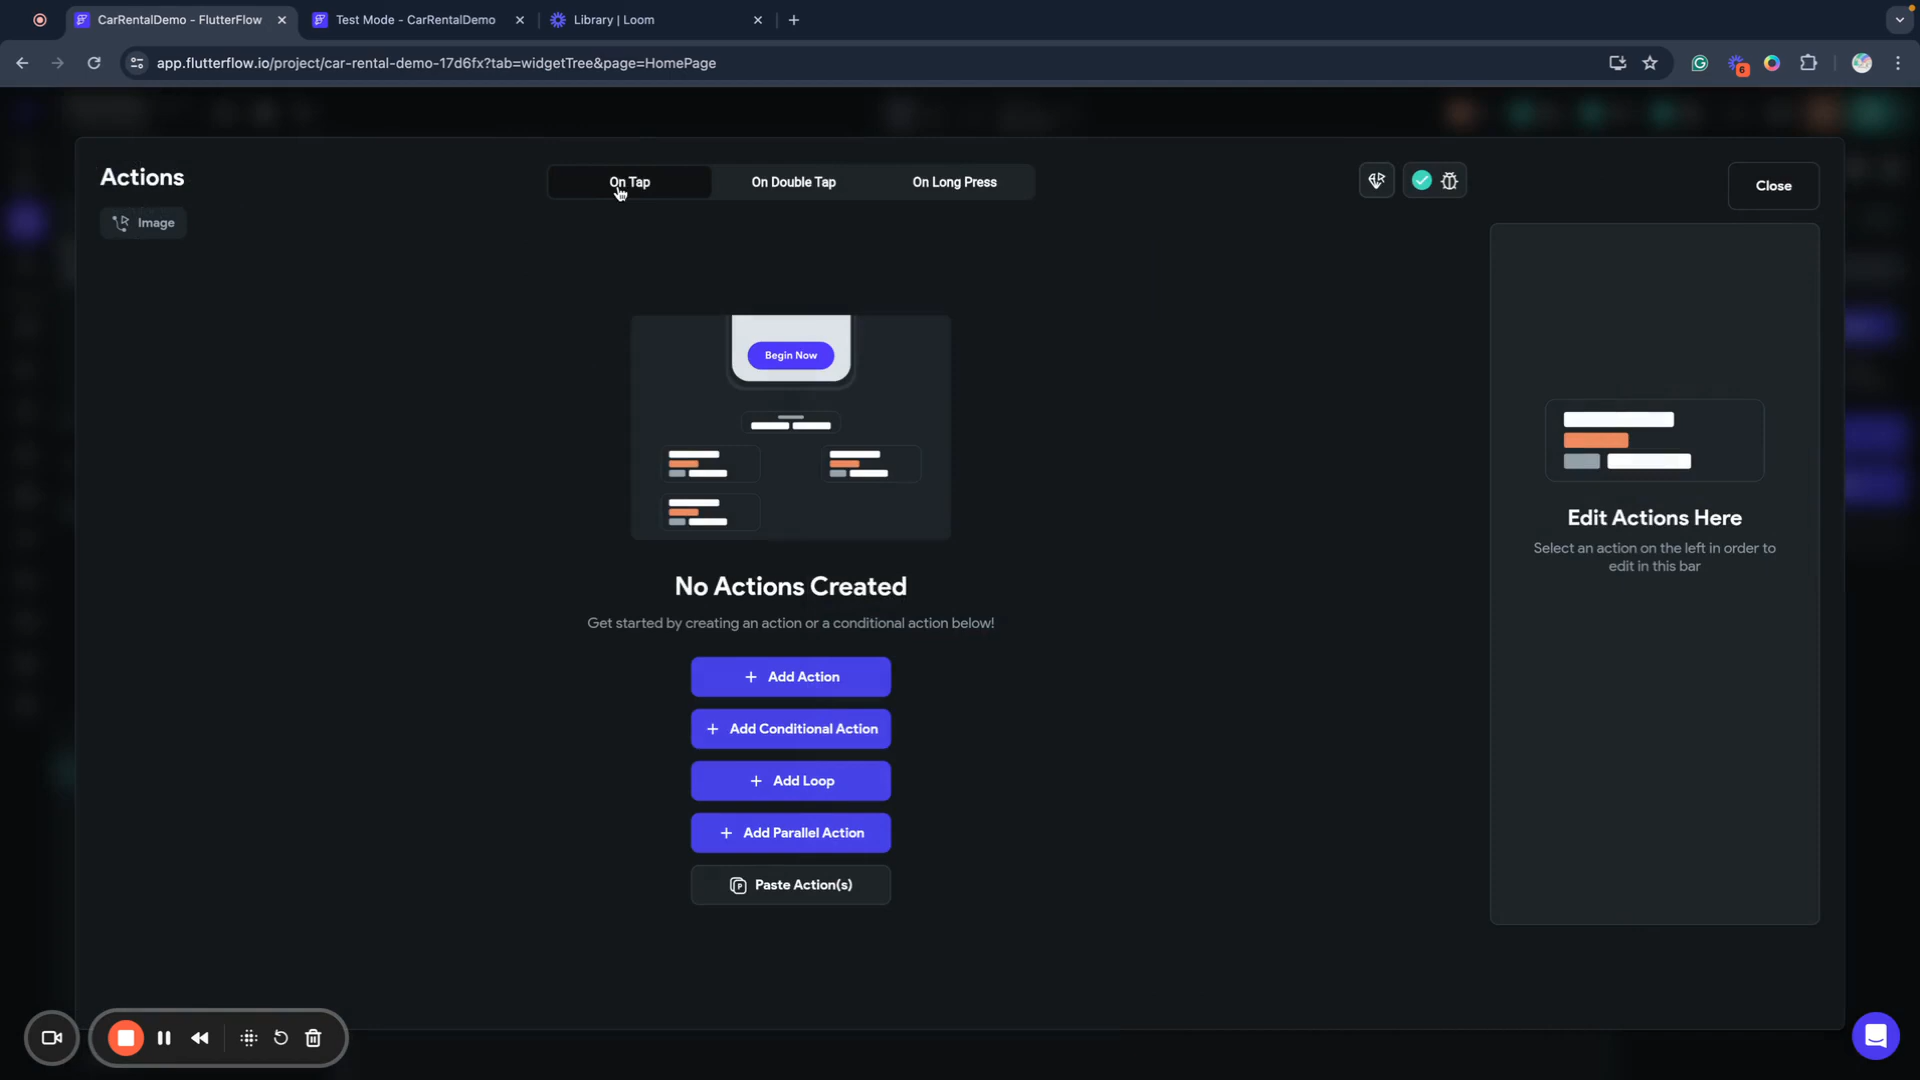 CarRentalDemo - FlutterFlow
Test Mode - CarRentalDemo
Library | Loom
app.flutterflow.io/project/car-rental-demo-17d6fx?tab=widgetTree&page=HomePage
6
Actions
On Tap
On Double Tap
On Long Press
Close
Image
Begin Now
No Actions Created
Get started by creating an action or a conditional action below!
Add Action
Add Conditional Action
Add Loop
Add Parallel Action
Paste Action(s)
Edit Actions Here
Select an action on the left in order to
edit in this bar